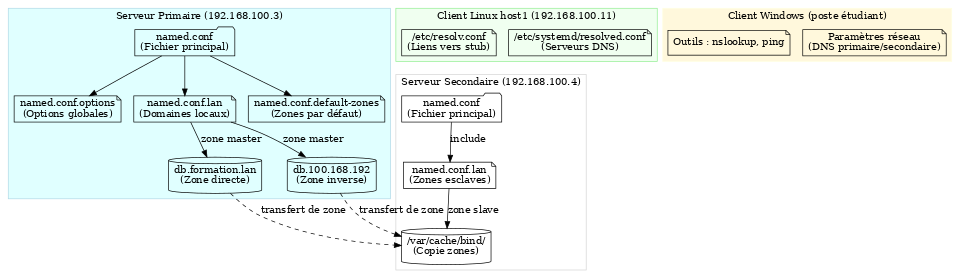 Serveur Primaire (192.168.100.3)
named.conf
(Fichier principal)
named.conf.options
(Options globales)
named.conf.lan
(Domaines locaux)
named.conf.default-zones
(Zones par défaut)
zone master
zone master
db.formation.lan
(Zone directe)
db.100.168.192
(Zone inverse)
Client Linux host1 (192.168.100.11)
/etc/resolv.conf
(Liens vers stub)
/etc/systemd/resolved.conf
(Serveurs DNS)
Client Windows (poste étudiant)
Outils : nslookup, ping
Paramètres réseau
(DNS primaire/secondaire)
Serveur Secondaire (192.168.100.4)
named.conf
(Fichier principal)
include
named.conf.lan
(Zones esclaves)
transfert de zone
transfert de zone
zone slave
/var/cache/bind/
(Copie zones)